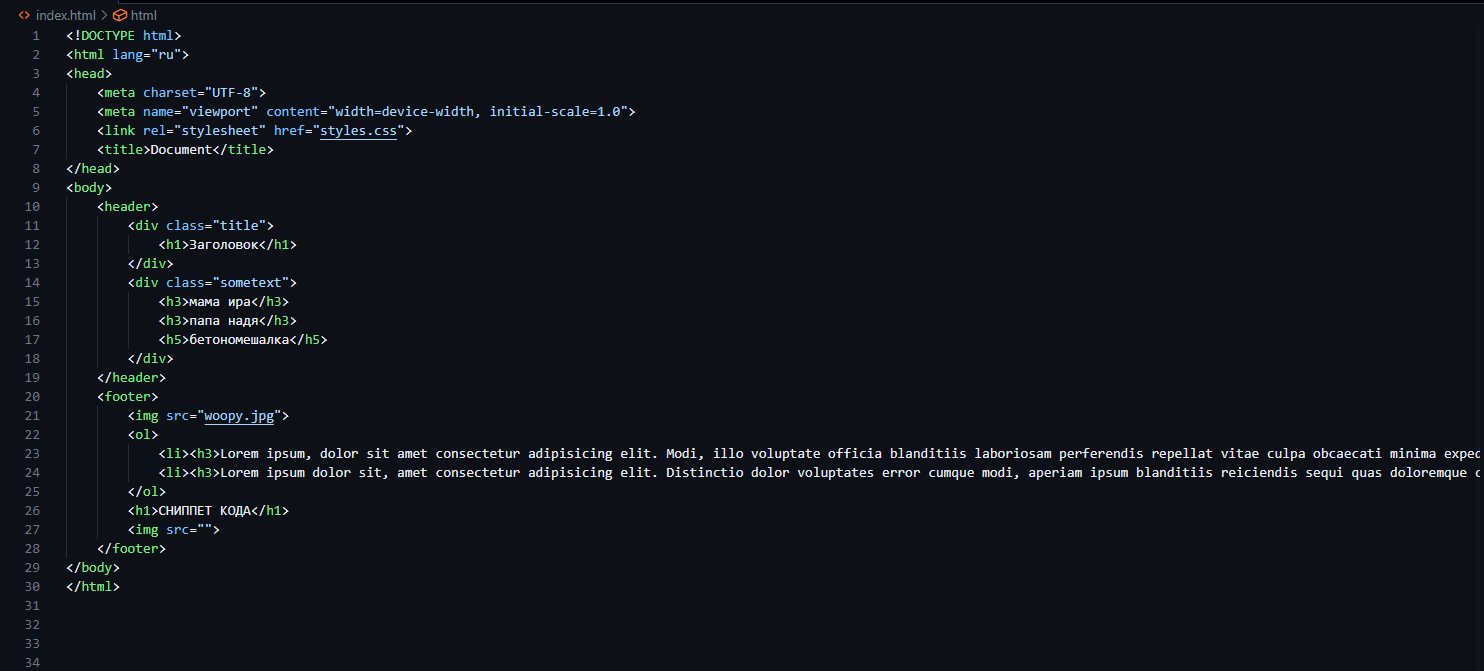 index.html > html
1 <!DOCTYPE html>
2 <html lang="ru">
3 <head>
4     <meta charset="UTF-8">
5     <meta name="viewport" content="width=device-width, initial-scale=1.0">
6     <link rel="stylesheet" href="styles.css">
7     <title>Document</title>
8 </head>
9 <body>
10     <header>
11         <div class="title">
12             <h1>Заголовок</h1>
13         </div>
14         <div class="sometext">
15             <h3>мама ира</h3>
16             <h3>папа надя</h3>
17             <h5>бетономешалка</h5>
18         </div>
19     </header>
20     <footer>
21         <img src="woopy.jpg">
22         <ol>
23             <li><h3>Lorem ipsum, dolor sit amet consectetur adipisicing elit. Modi, illo voluptate officia blanditiis laboriosam perferendis repellat vitae culpa obcaecati minima exped
24             <li><h3>Lorem ipsum dolor sit, amet consectetur adipisicing elit. Distinctio dolor voluptates error cumque modi, aperiam ipsum blanditiis reiciendis sequi quas doloremque
25         </ol>
26         <h1>СНИППЕТ КОДА</h1>
27         <img src="">
28     </footer>
29 </body>
30 </html>
31
32
33
34